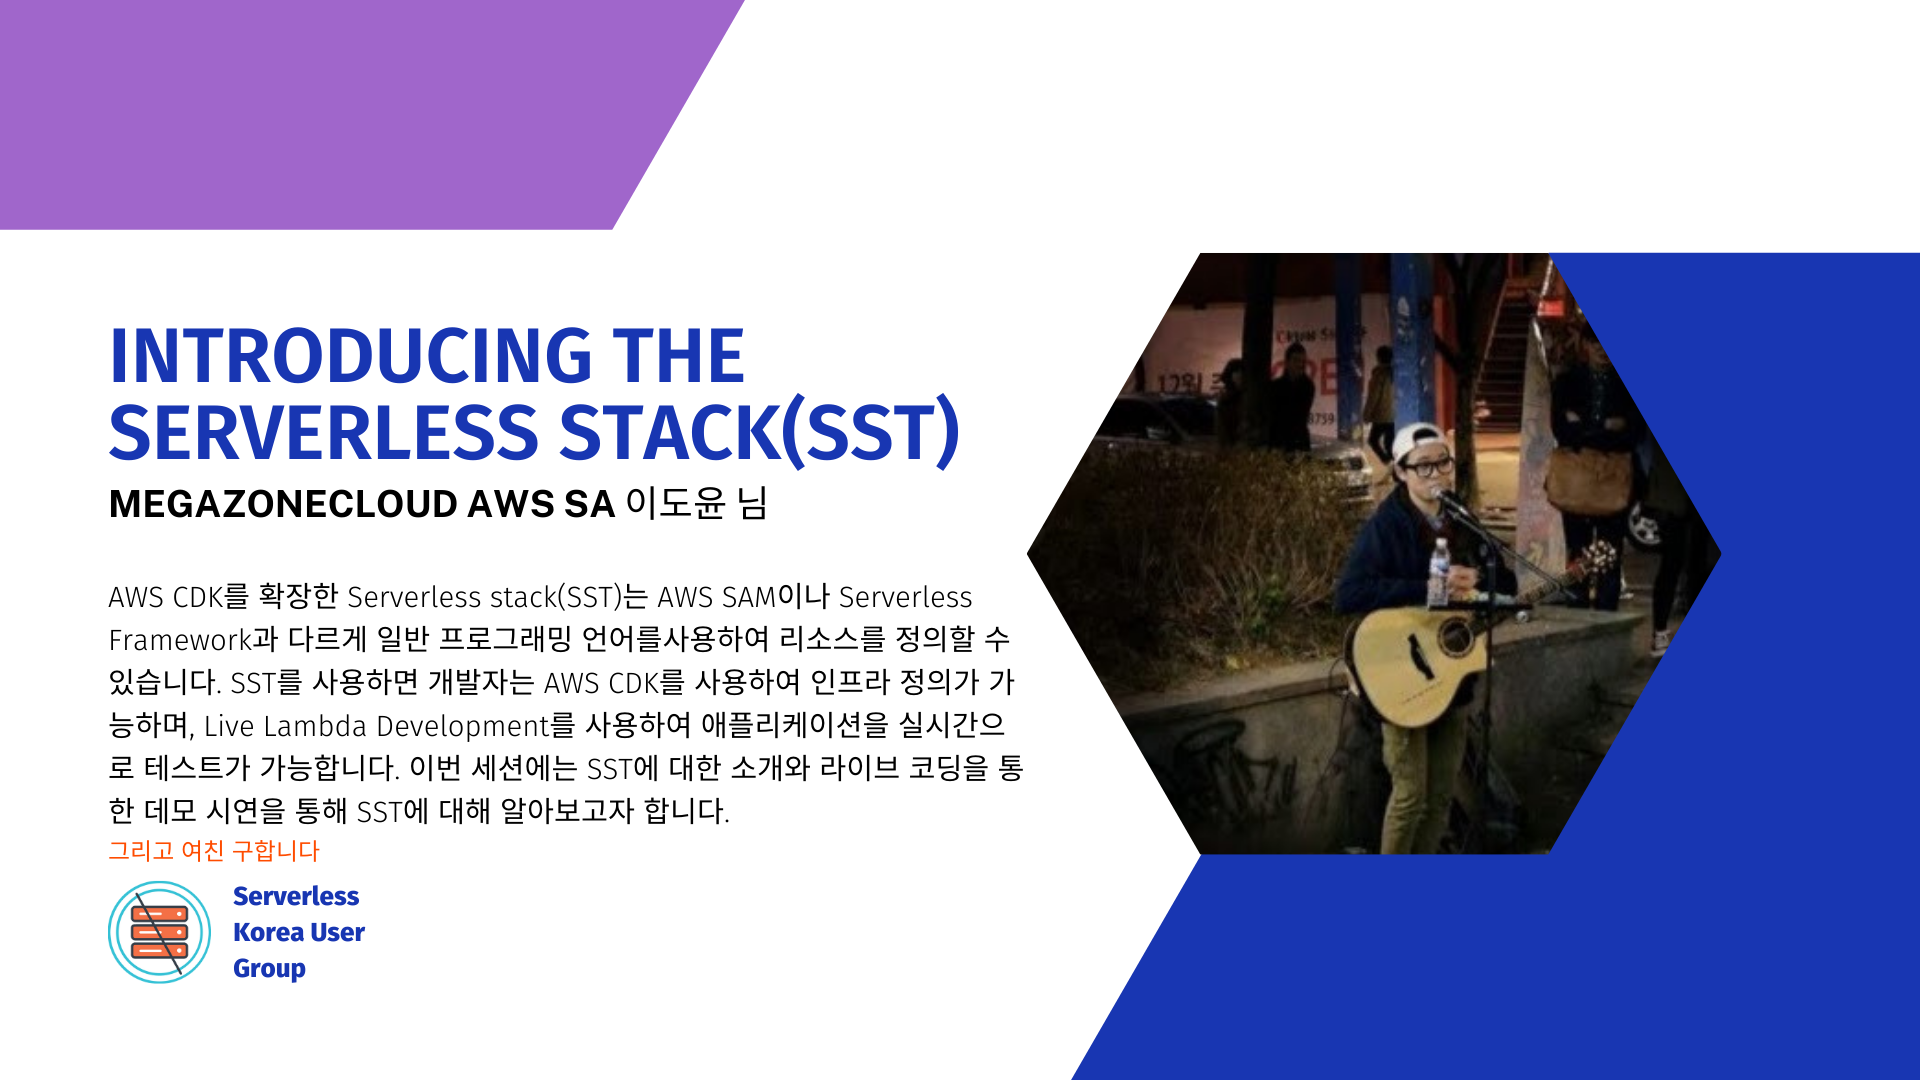 INTRODUCING THE
SERVERLESS STACK(SST)
MEGAZONECLOUD AWS SA 이도윤 님
AWS CDK를 확장한 Serverless stack(SST)는 AWS SAM이나 Serverless
Framework과 다르게 일반 프로그래밍 언어를사용하여 리소스를 정의할 수
있습니다. SST를 사용하면 개발자는 AWS CDK를 사용하여 인프라 정의가 가
능하며, Live Lambda Development를 사용하여 애플리케이션을 실시간으
로 테스트가 가능합니다. 이번 세션에는 SST에 대한 소개와 라이브 코딩을 통
한 데모 시연을 통해 SST에 대해 알아보고자 합니다.
그리고 여친 구합니다
Serverless
Korea User
Group
12월